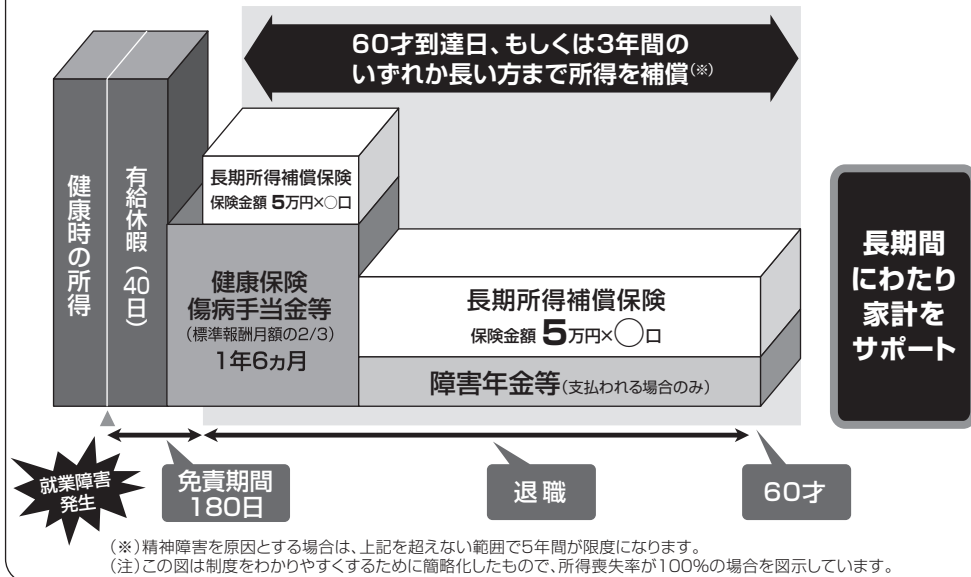 60才到達日、もしくは3年間の
いずれか長い方まで所得を補償(※)
健康時の所得
有給休暇(40日)
長期所得補償保険
保険金額 5万円×○口
健康保険
傷病手当金等
(標準報酬月額の2/3)
1年6ヵ月
長期所得補償保険
保険金額 5万円×○口
障害年金等(支払われる場合のみ)
長期間
にわたり
家計を
サポート
就業障害
発生
免責期間
180日
退職
60才
(※)精神障害を原因とする場合は、上記を超えない範囲で5年間が限度になります。
(注)この図は制度をわかりやすくするために簡略化したもので、所得喪失率が100%の場合を図示しています。